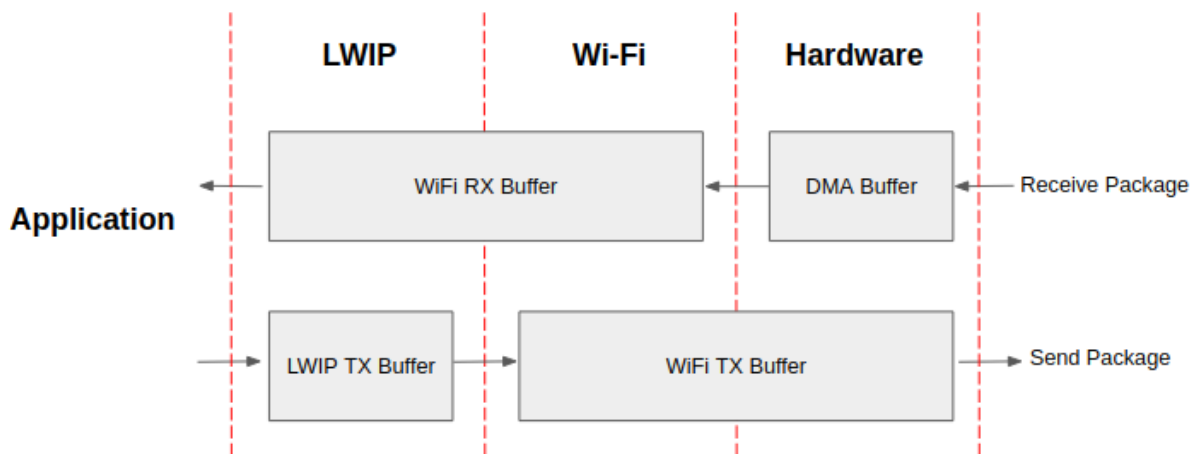 LWIP
Wi-Fi
Hardware
WiFi RX Buffer
DMA Buffer
Receive Package
Application
LWIP TX Buffer
WiFi TX Buffer
Send Package